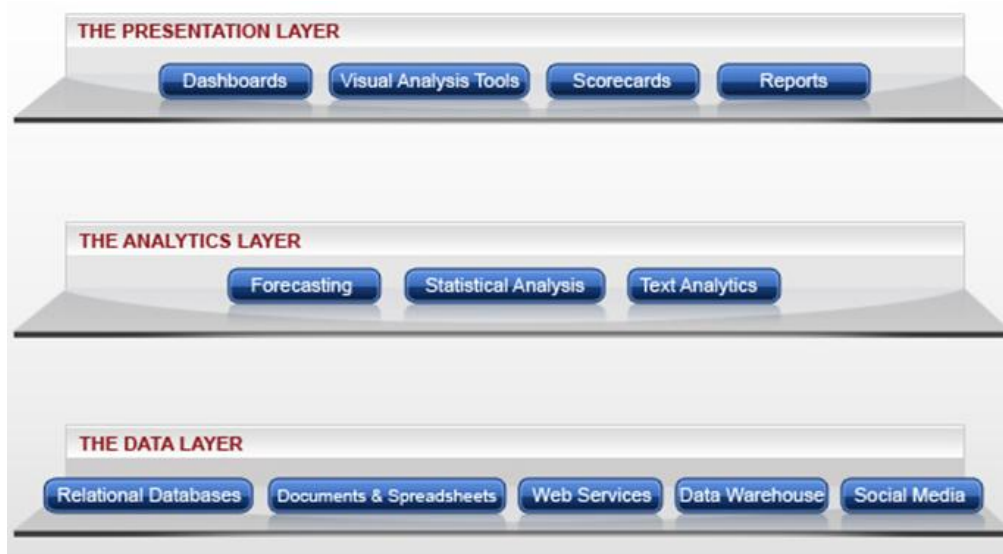 THE PRESENTATION LAYER
Dashboards Visual Analysis Tools Scorecards Reports
THE ANALYTICS LAYER
Forecasting Statistical Analysis Text Analytics
THE DATA LAYER
Relational Databases Documents & Spreadsheets Web Services Data Warehouse Social Media